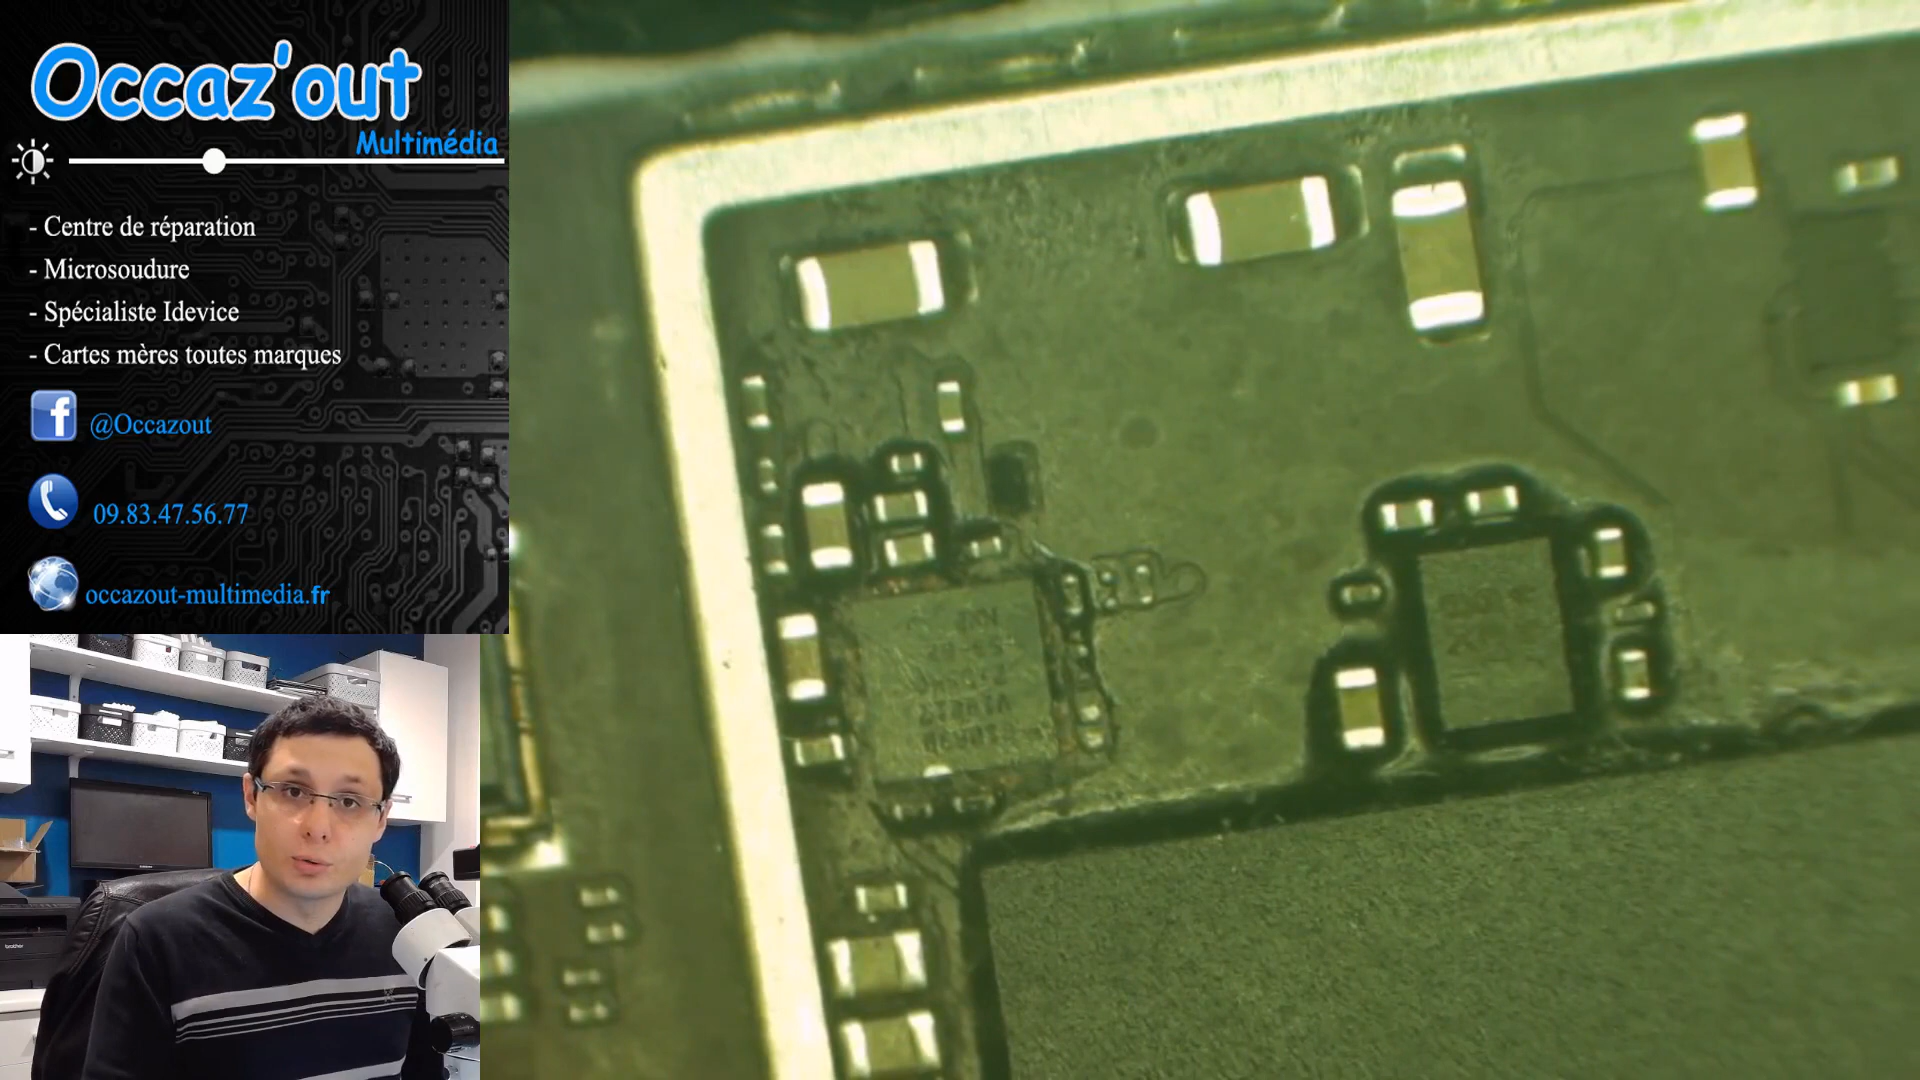 Occaz'out
Multimédia
- Centre de réparation
- Microsoudure
- Spécialiste Idevice
- Cartes mères toutes marques
f @Occazout
09.83.47.56.77
occazout-multimedia.fr